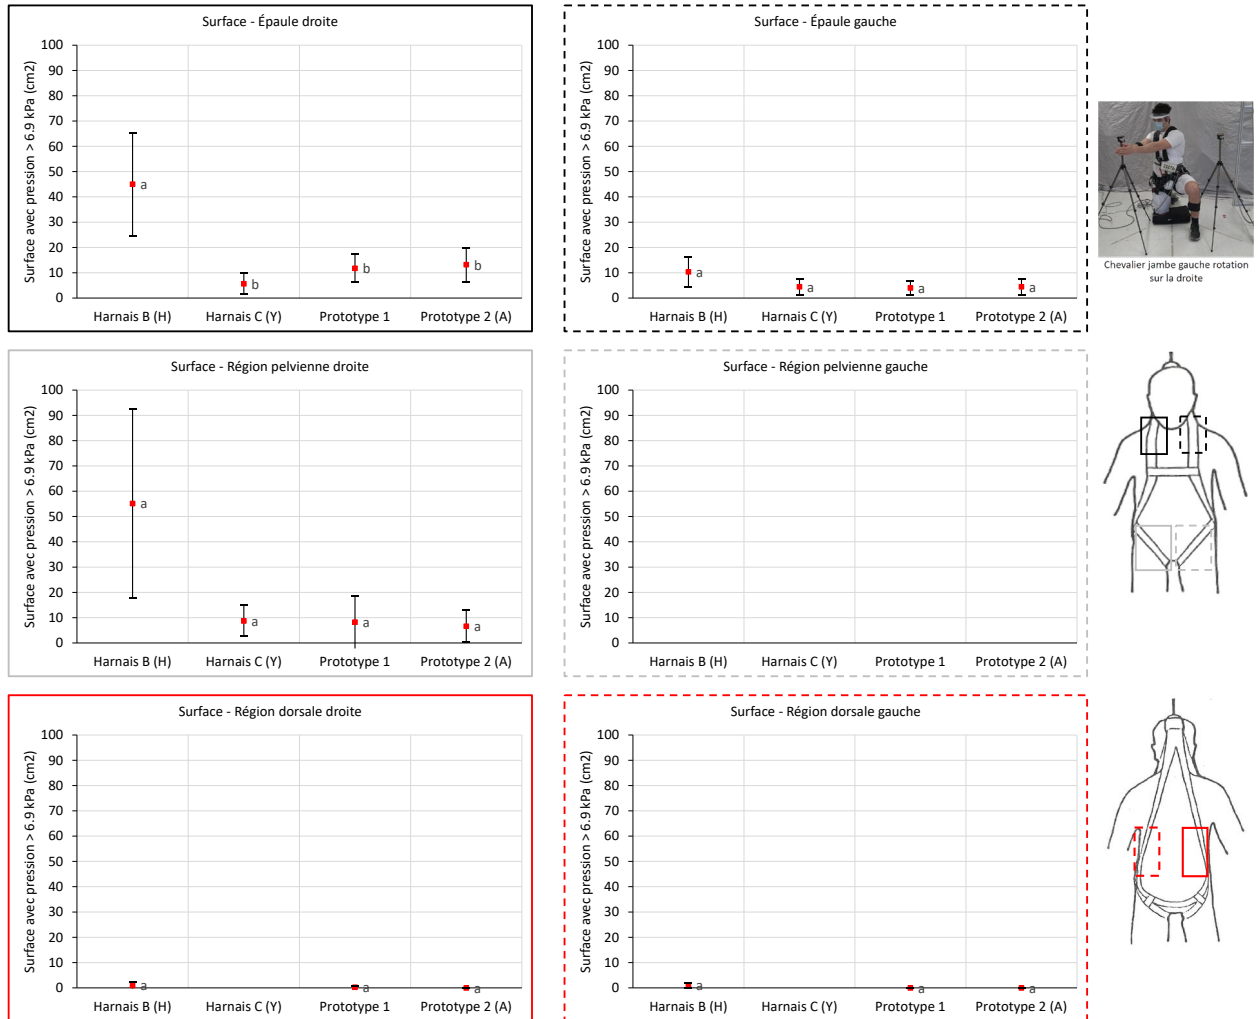 Surface - Épaule droite
Surface avec pression > 6.9 kPa (cm2)
100
90
80
70
60
50
40
30
20
10
0
a
b
b
b
Harnais B (H)
Harnais C (Y)
Prototype 1
Prototype 2 (A)
Surface - Épaule gauche
Surface avec pression > 6.9 kPa (cm2)
100
90
80
70
60
50
40
30
20
10
0
a
a
a
a
Harnais B (H)
Harnais C (Y)
Prototype 1
Prototype 2 (A)
Chevalier jambe gauche rotation
sur la droite
Surface - Région pelvienne droite
Surface avec pression > 6.9 kPa (cm2)
100
90
80
70
60
50
40
30
20
10
0
a
a
a
a
Harnais B (H)
Harnais C (Y)
Prototype 1
Prototype 2 (A)
Surface - Région pelvienne gauche
Surface avec pression > 6.9 kPa (cm2)
100
90
80
70
60
50
40
30
20
10
0
Harnais B (H)
Harnais C (Y)
Prototype 1
Prototype 2 (A)
Surface - Région dorsale droite
Surface avec pression > 6.9 kPa (cm2)
100
90
80
70
60
50
40
30
20
10
0
a
a
a
Harnais B (H)
Harnais C (Y)
Prototype 1
Prototype 2 (A)
Surface - Région dorsale gauche
Surface avec pression > 6.9 kPa (cm2)
100
90
80
70
60
50
40
30
20
10
0
a
a
a
Harnais B (H)
Harnais C (Y)
Prototype 1
Prototype 2 (A)